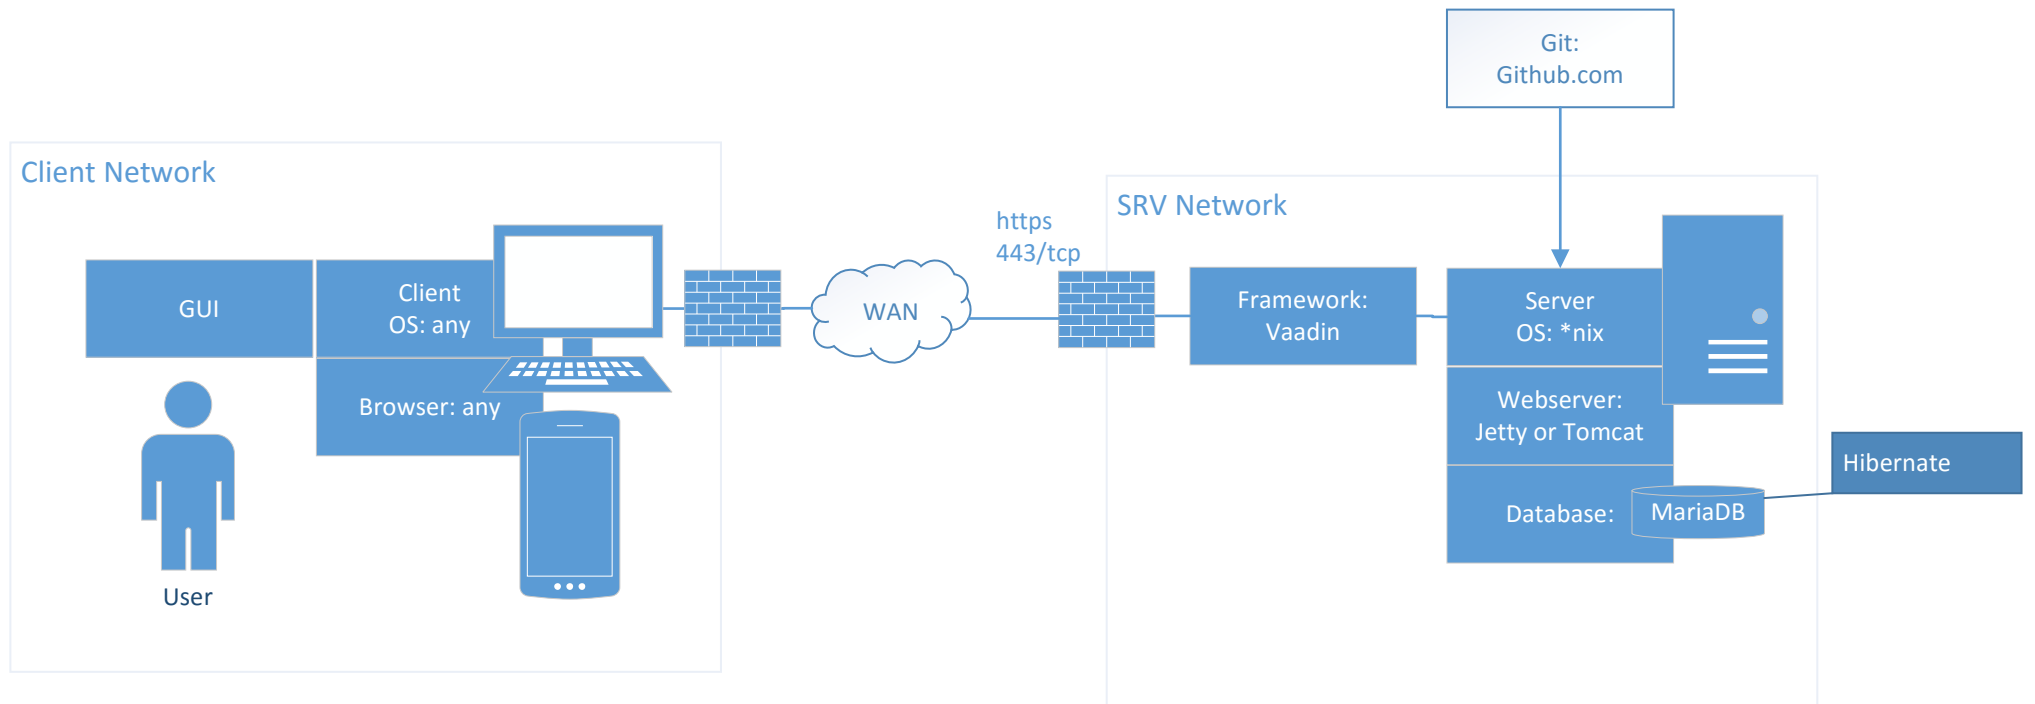 Git:
Github.com
Client Network
SRV Network
https
443/tcp
GUI
Client
OS: any
WAN
Framework:
Vaadin
Server
OS: *nix
Browser: any
Webserver:
Jetty or Tomcat
Hibernate
Database:
MariaDB
User